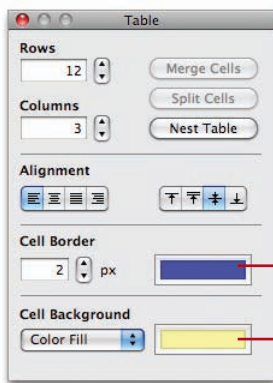 Table
Rows
12
Merge Cells
Split Cells
Columns
3
Nest Table
Alignment
Cell Border
2 px
Cell Background
Color Fill